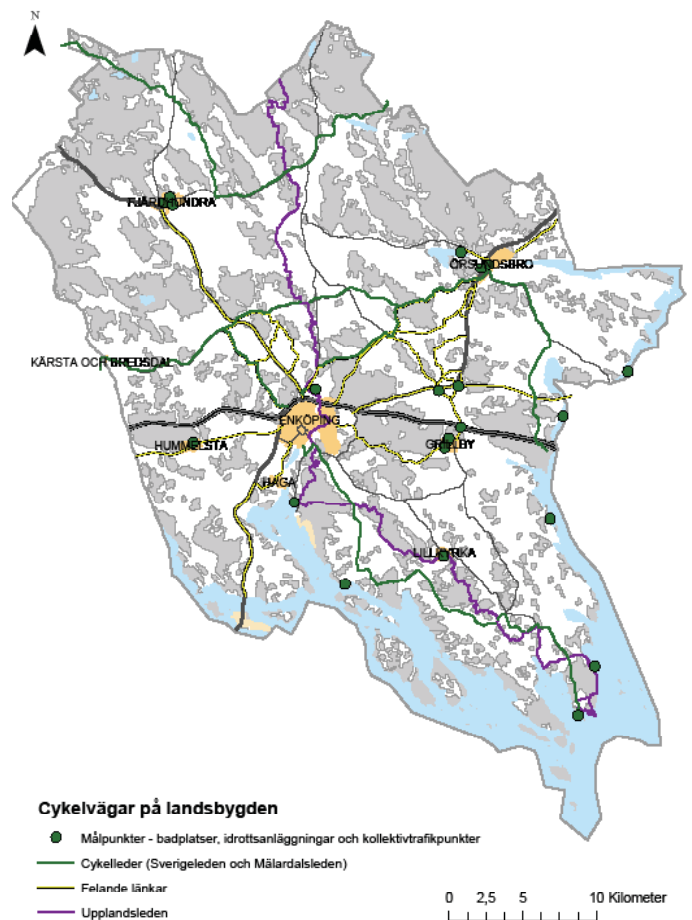 N
FJÄRDHUNDRA
ÖRSUNDSBRO
KÄRSTA OCH BREDSDAL
ENKÖPING
HUMMELSTA
GRILLBY
HAGA
LILLKYRKA
Cykelvägar på landsbygden
Målpunkter - badplatser, idrottsanläggningar och kollektivtrafikpunkter
Cykelleder (Sverigeleden och Mälardalsleden)
Felande länkar
Upplandsleden
0 2,5 5 10 Kilometer